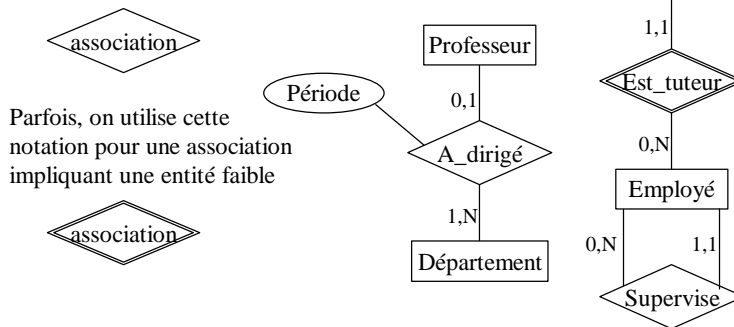 association
Parfois, on utilise cette
notation pour une association
impliquant une entité faible
association
Professeur
Période
0,1
A_dirigé
1,N
Département
1,1
Est_tuteur
0,N
Employé
0,N
1,1
Supervise